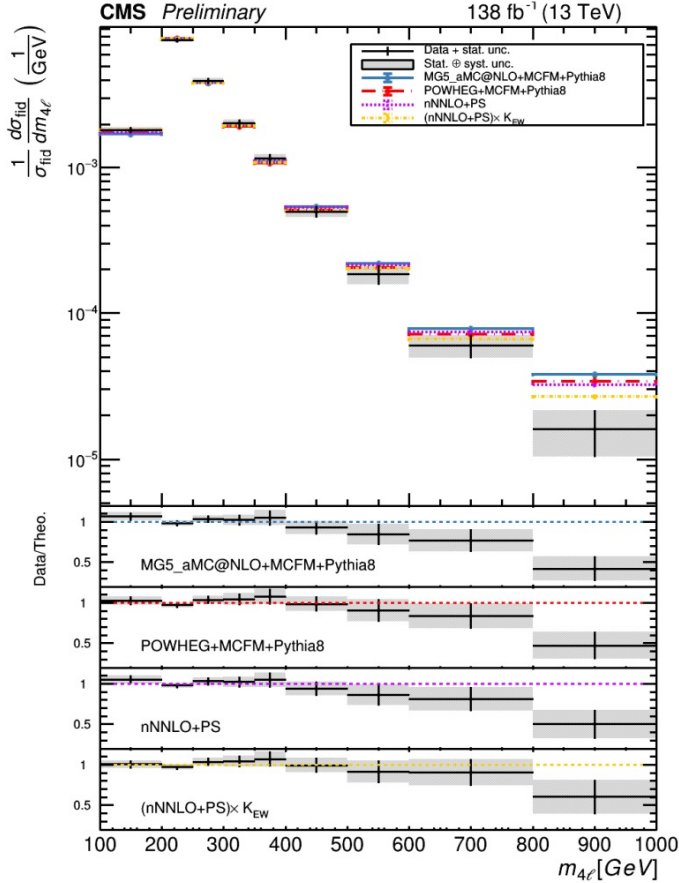 CMS Preliminary 138 fb⁻¹ (13 TeV)
1/σ_fid dσ_fid/dm_4ℓ (1/GeV)
Data + stat. unc.
Stat. ⊕ syst. unc.
MG5_aMC@NLO+MCFM+Pythia8
POWHEG+MCFM+Pythia8
nNNLO+PS
(nNNLO+PS)× K_EW
10⁻³
10⁻⁴
10⁻⁵
Data/Theo.
1
0.5
MG5_aMC@NLO+MCFM+Pythia8
1
0.5
POWHEG+MCFM+Pythia8
1
0.5
nNNLO+PS
1
0.5
(nNNLO+PS)× K_EW
100 200 300 400 500 600 700 800 900 1000
m_4ℓ[GeV]